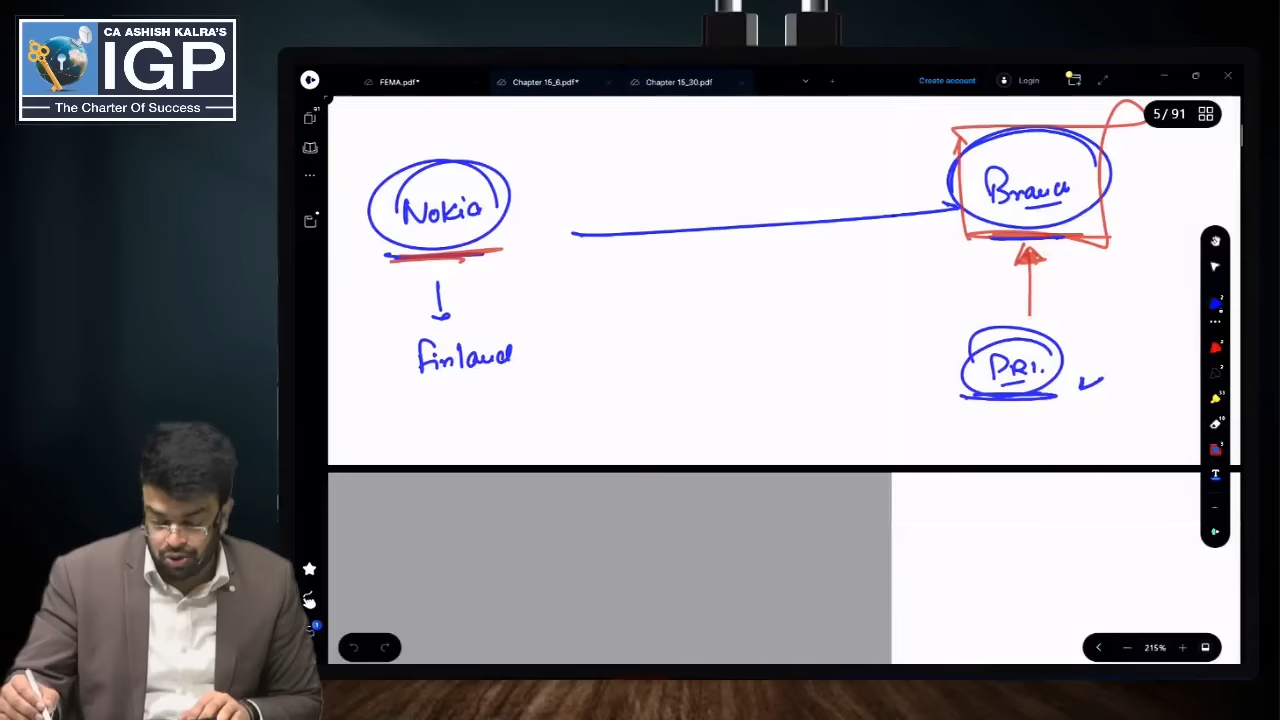 CA ASHISH KALRA'S
IGP
The Charter Of Success
FEMA.pdf*
Chapter 15_6.pdf*
Chapter 15_30.pdf
Create account
Login
91
5/91
Nokia
Finland
PRI.
215%